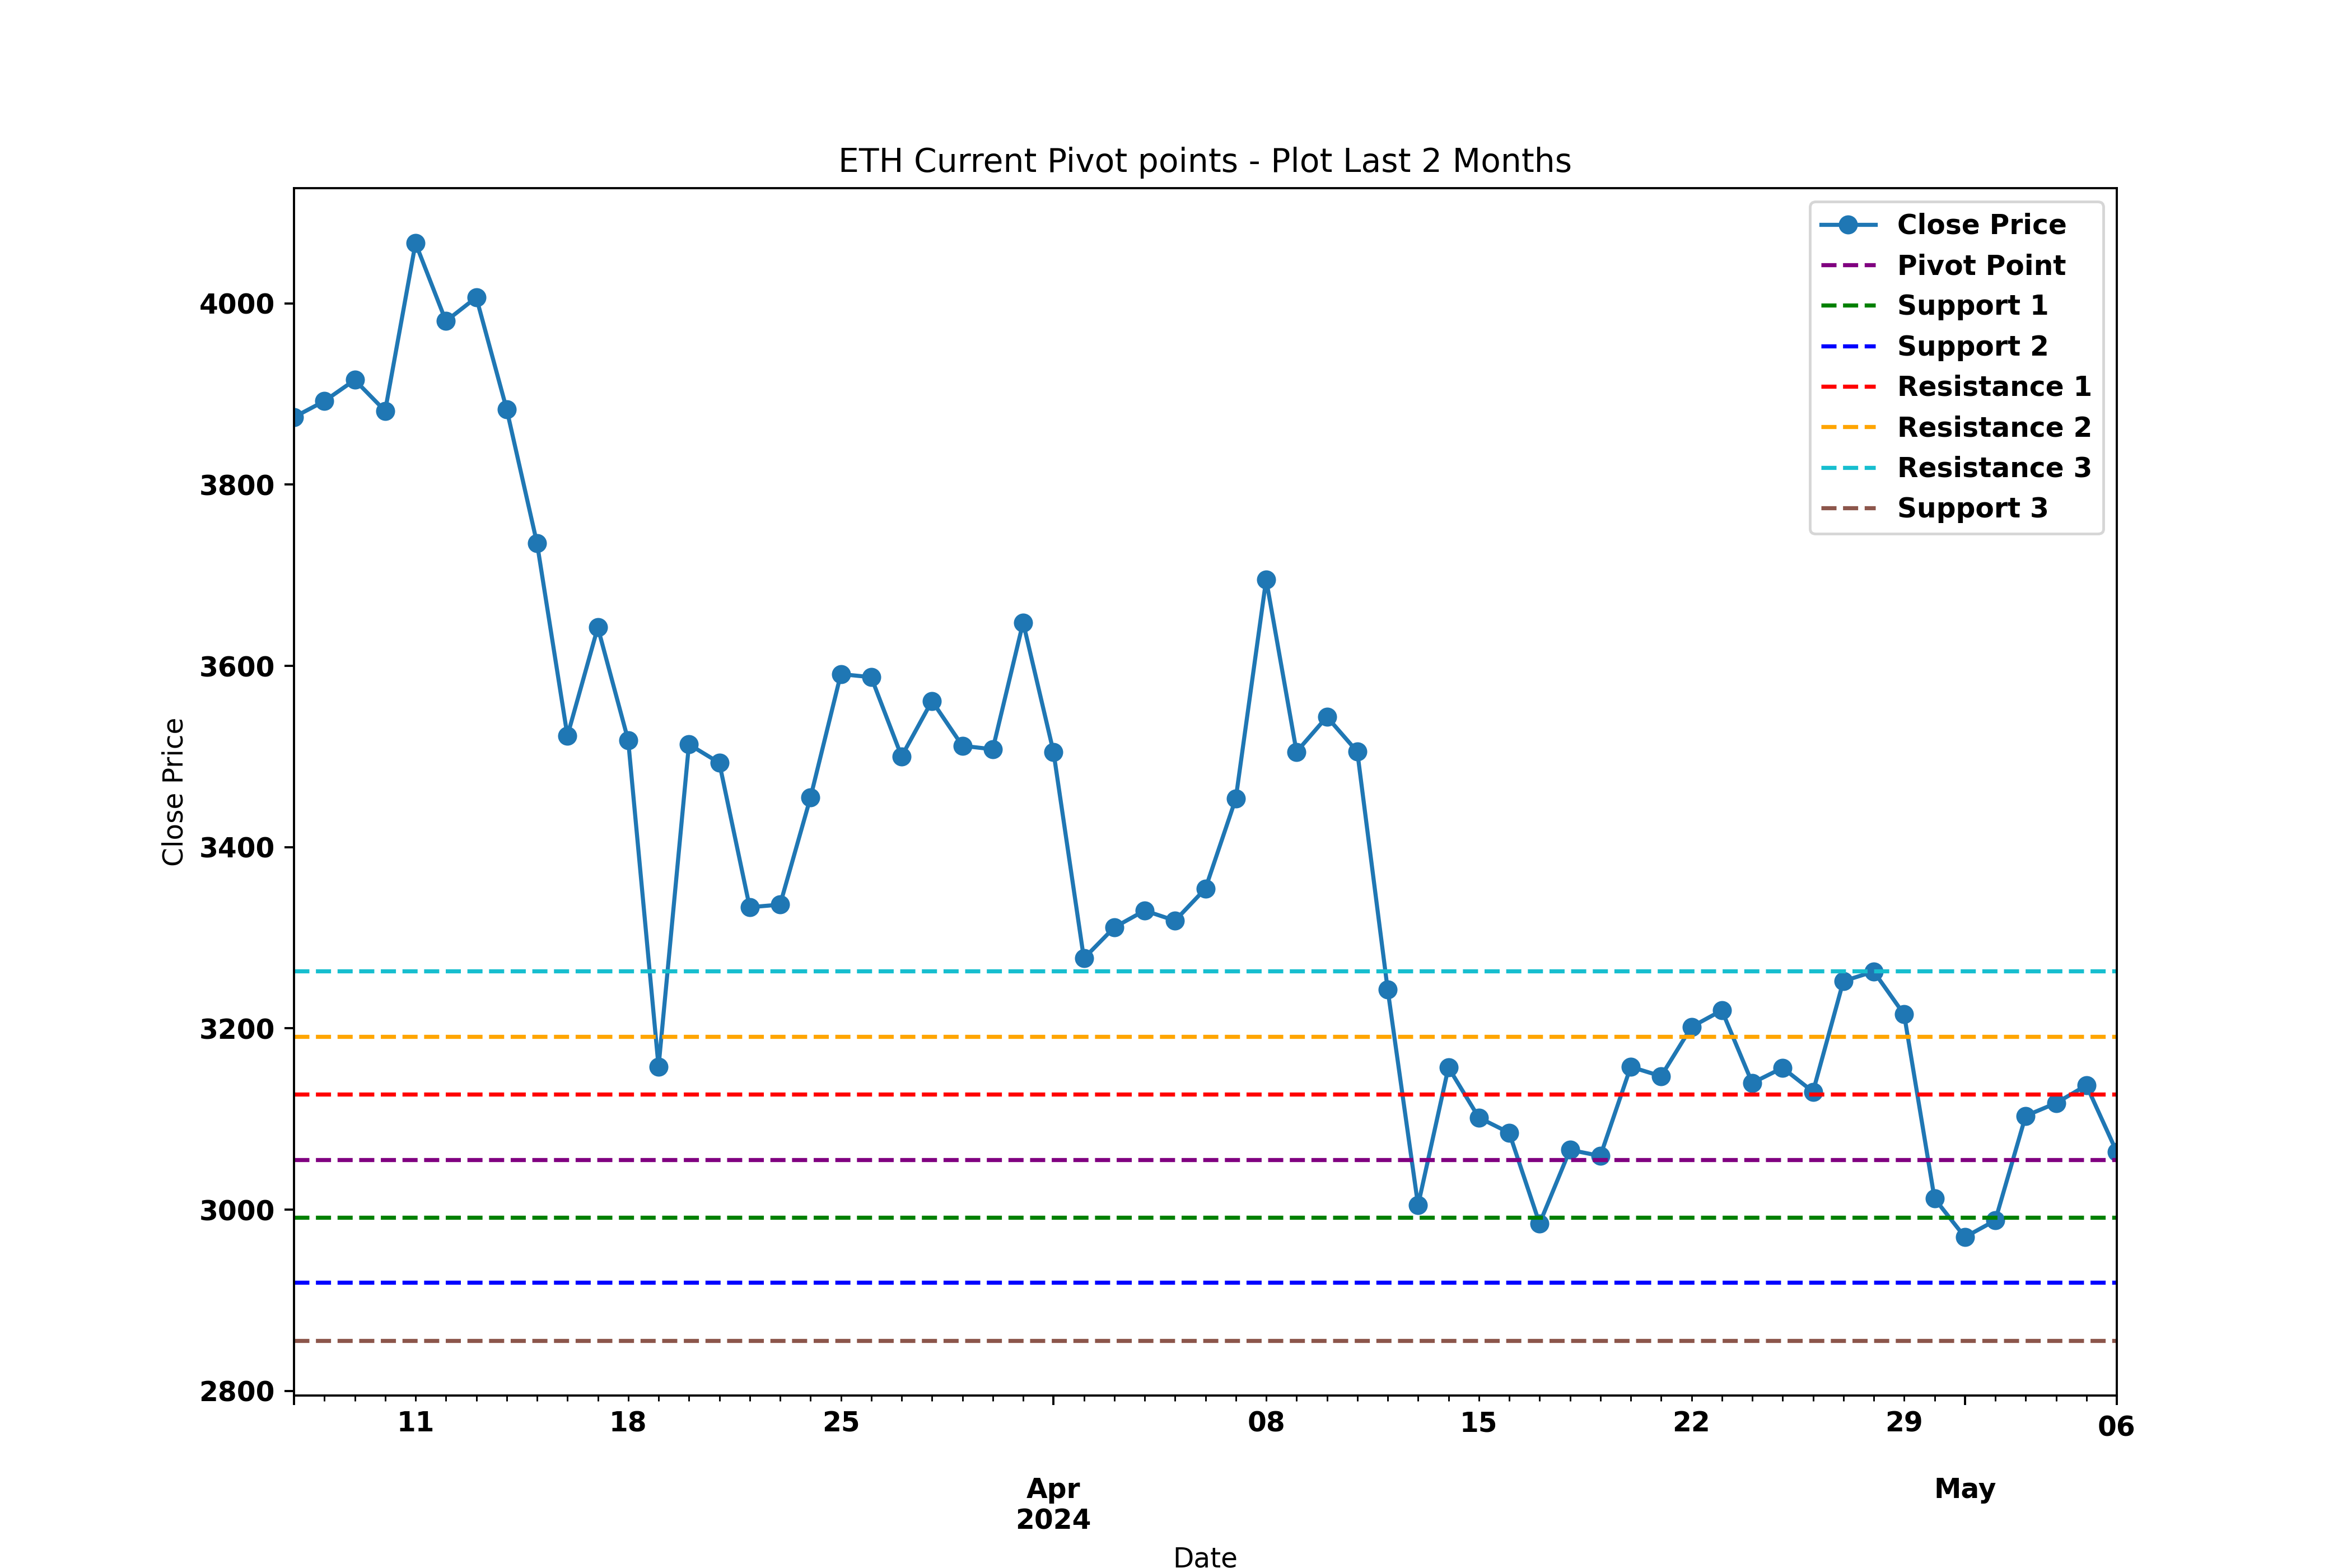 ETH Current Pivot points - Plot Last 2 Months
Close Price
Pivot Point
Support 1
Support 2
Resistance 1
Resistance 2
Resistance 3
Support 3
Close Price
4000
3800
3600
3400
3200
3000
2800
11 18 25 08 15 22 29 06
Apr May
2024
Date